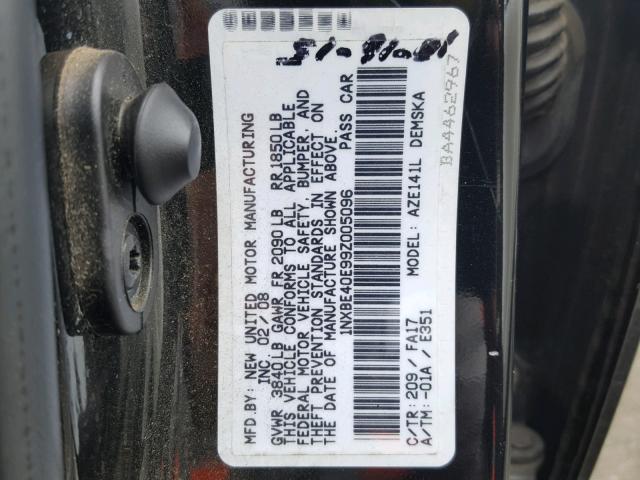 MFD.BY: NEW UNITED MOTOR MANUFACTURING
INC. 02/08
GVWR 3840LB GAWR FR 2090LB RR 1850LB
THIS VEHICLE CONFORMS TO ALL APPLICABLE
FEDERAL MOTOR VEHICLE SAFETY, BUMPER, AND
THEFT PREVENTION STANDARDS IN EFFECT ON
THE DATE OF MANUFACTURE SHOWN ABOVE.
1NXBE40E99Z005096 PASS CAR
C/TR: 209/FA17 MODEL: AZE141L DEMSKA
A/TM: -01A/E351
BA4462967